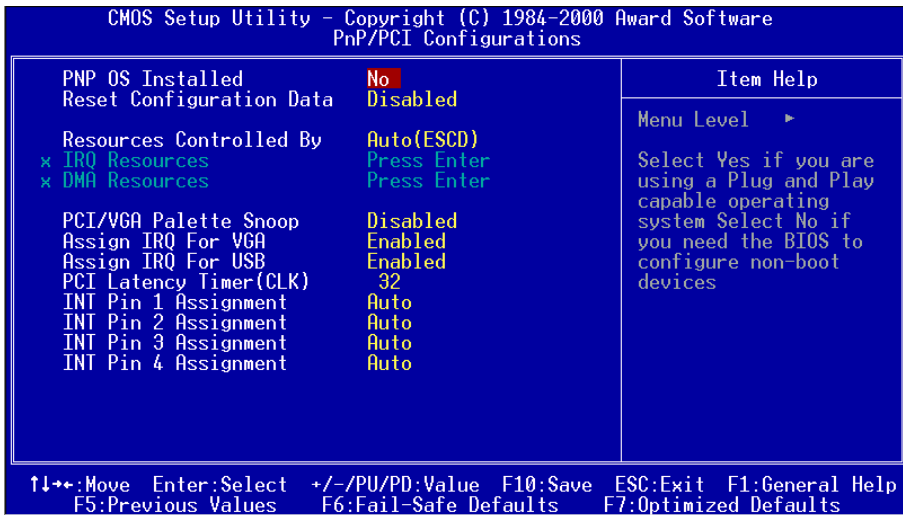 CMOS Setup Utility – Copyright (C) 1984-2000 Award Software
PnP/PCI Configurations
PNP OS Installed No
Reset Configuration Data Disabled
Resources Controlled By Auto(ESCD)
x IRQ Resources Press Enter
x DMA Resources Press Enter
PCI/VGA Palette Snoop Disabled
Assign IRQ For VGA Enabled
Assign IRQ For USB Enabled
PCI Latency Timer(CLK) 32
INT Pin 1 Assignment Auto
INT Pin 2 Assignment Auto
INT Pin 3 Assignment Auto
INT Pin 4 Assignment Auto
Item Help
Menu Level ►
Select Yes if you are
using a Plug and Play
capable operating
system Select No if
you need the BIOS to
configure non-boot
devices
↑↓→←:Move Enter:Select +/-/PU/PD:Value F10:Save ESC:Exit F1:General Help
F5:Previous Values F6:Fail-Safe Defaults F7:Optimized Defaults